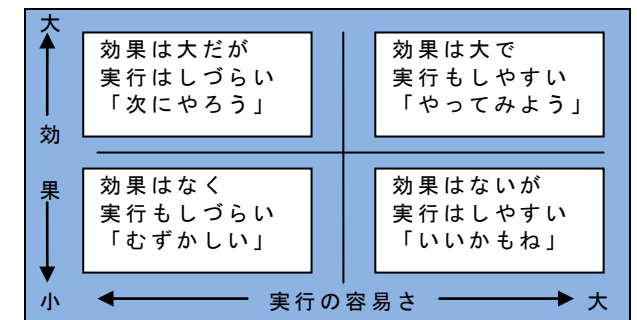 大
効果は大だが
実行はしづらい
「次にやろう」
効果は大で
実行もしやすい
「やってみよう」
効
果
効果はなく
実行もしづらい
「むずかしい」
効果はないが
実行はしやすい
「いいかもね」
小
実行の容易さ
大